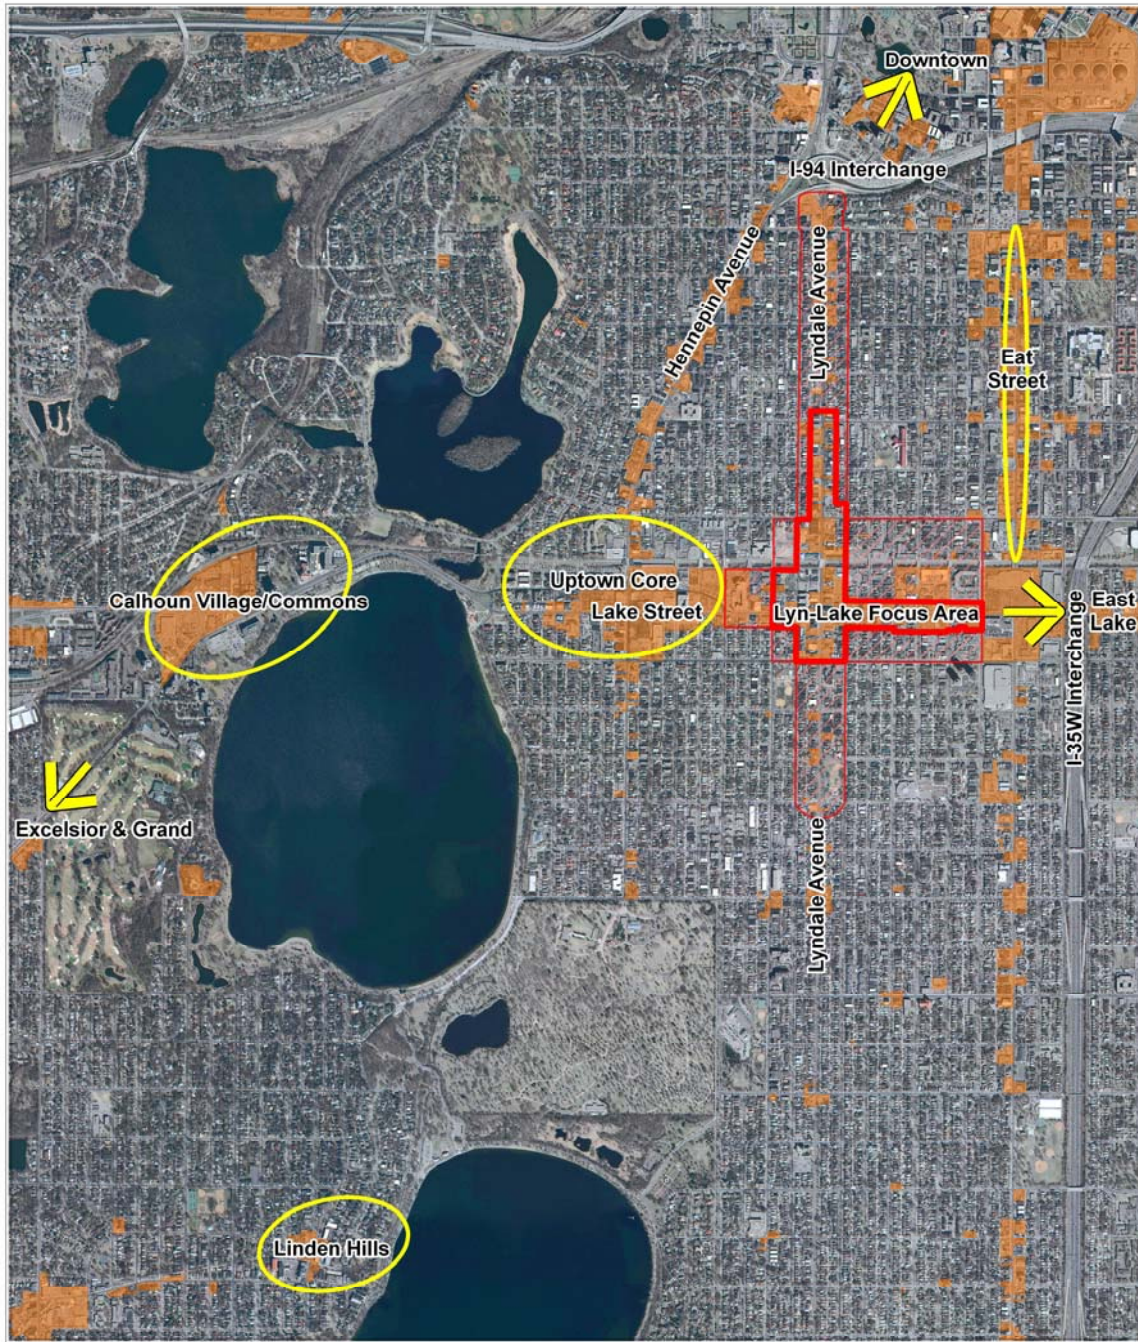 Downtown
I-94 Interchange
Hennepin Avenue
Lyndale Avenue
Eat
Street
Uptown Core
Lake Street
Calhoun Village/Commons
Lyn-Lake Focus Area
East
Lake
I-35W Interchange
Excelsior & Grand
Lyndale Avenue
Linden Hills